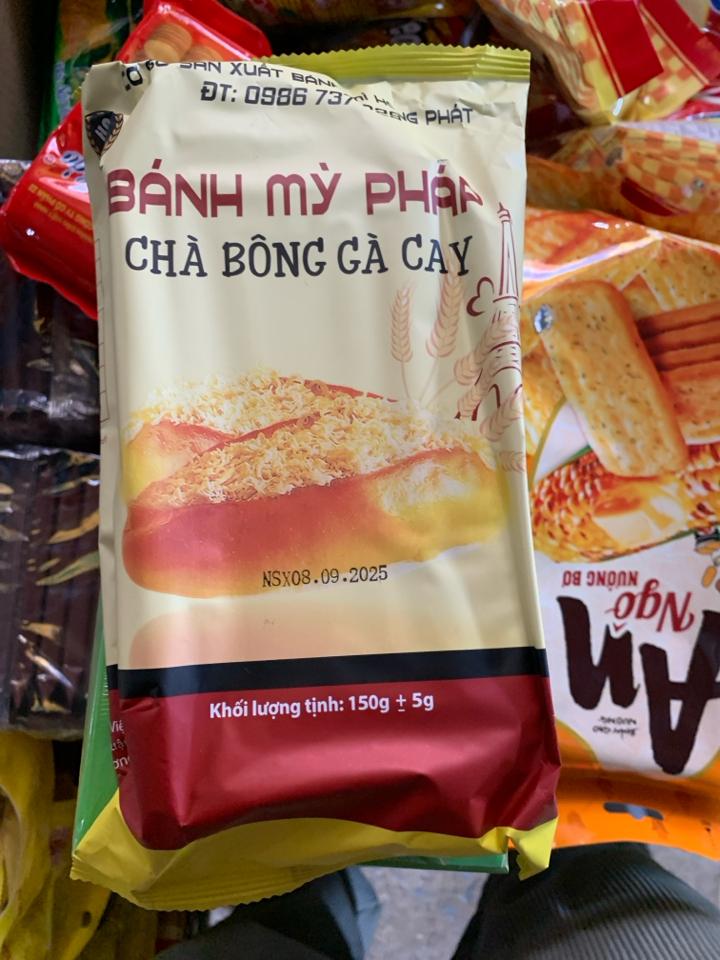 SẢN XUẤT BÁNH
ĐT: 0986 737
PHÁT
BÁNH MỲ PHÁP
CHÀ BÔNG GÀ CAY
NSX08.09.2025
Khối lượng tịnh: 150g ± 5g
Ngô
NƯỚNG BƠ
An